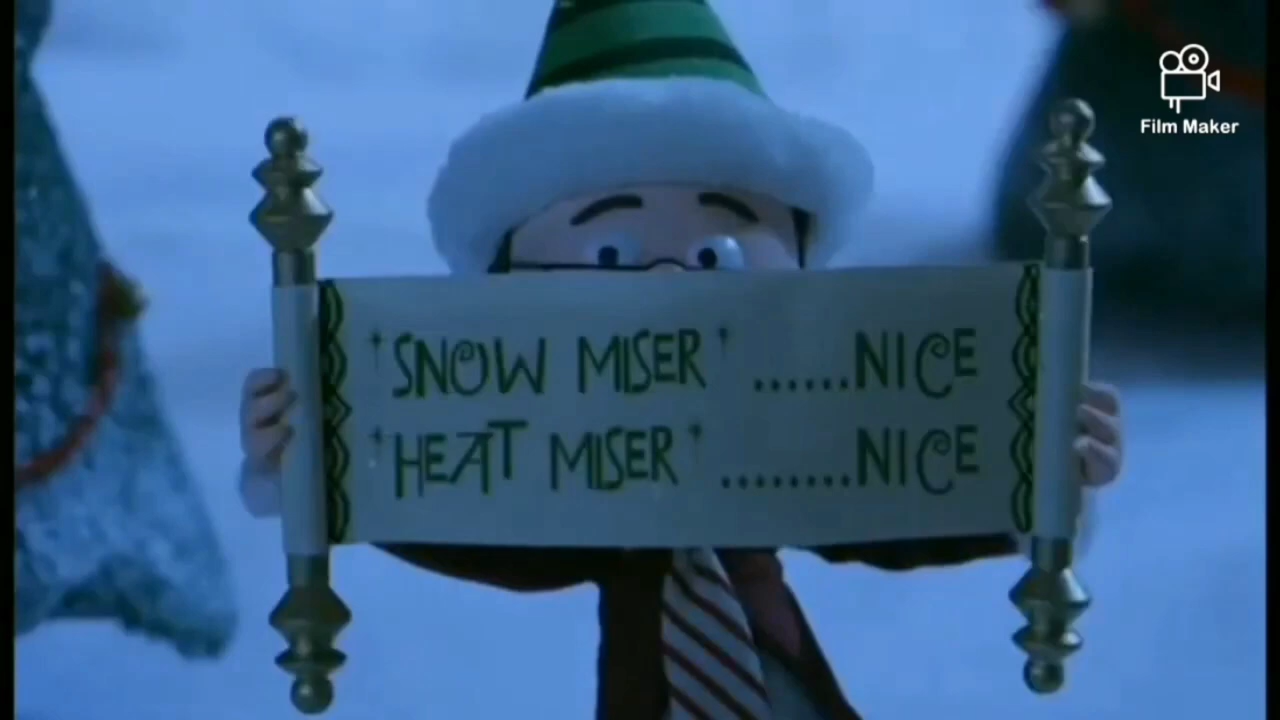 Film Maker
'SNOW MISER' ......NICE
'HEAT MISER' ........NICE